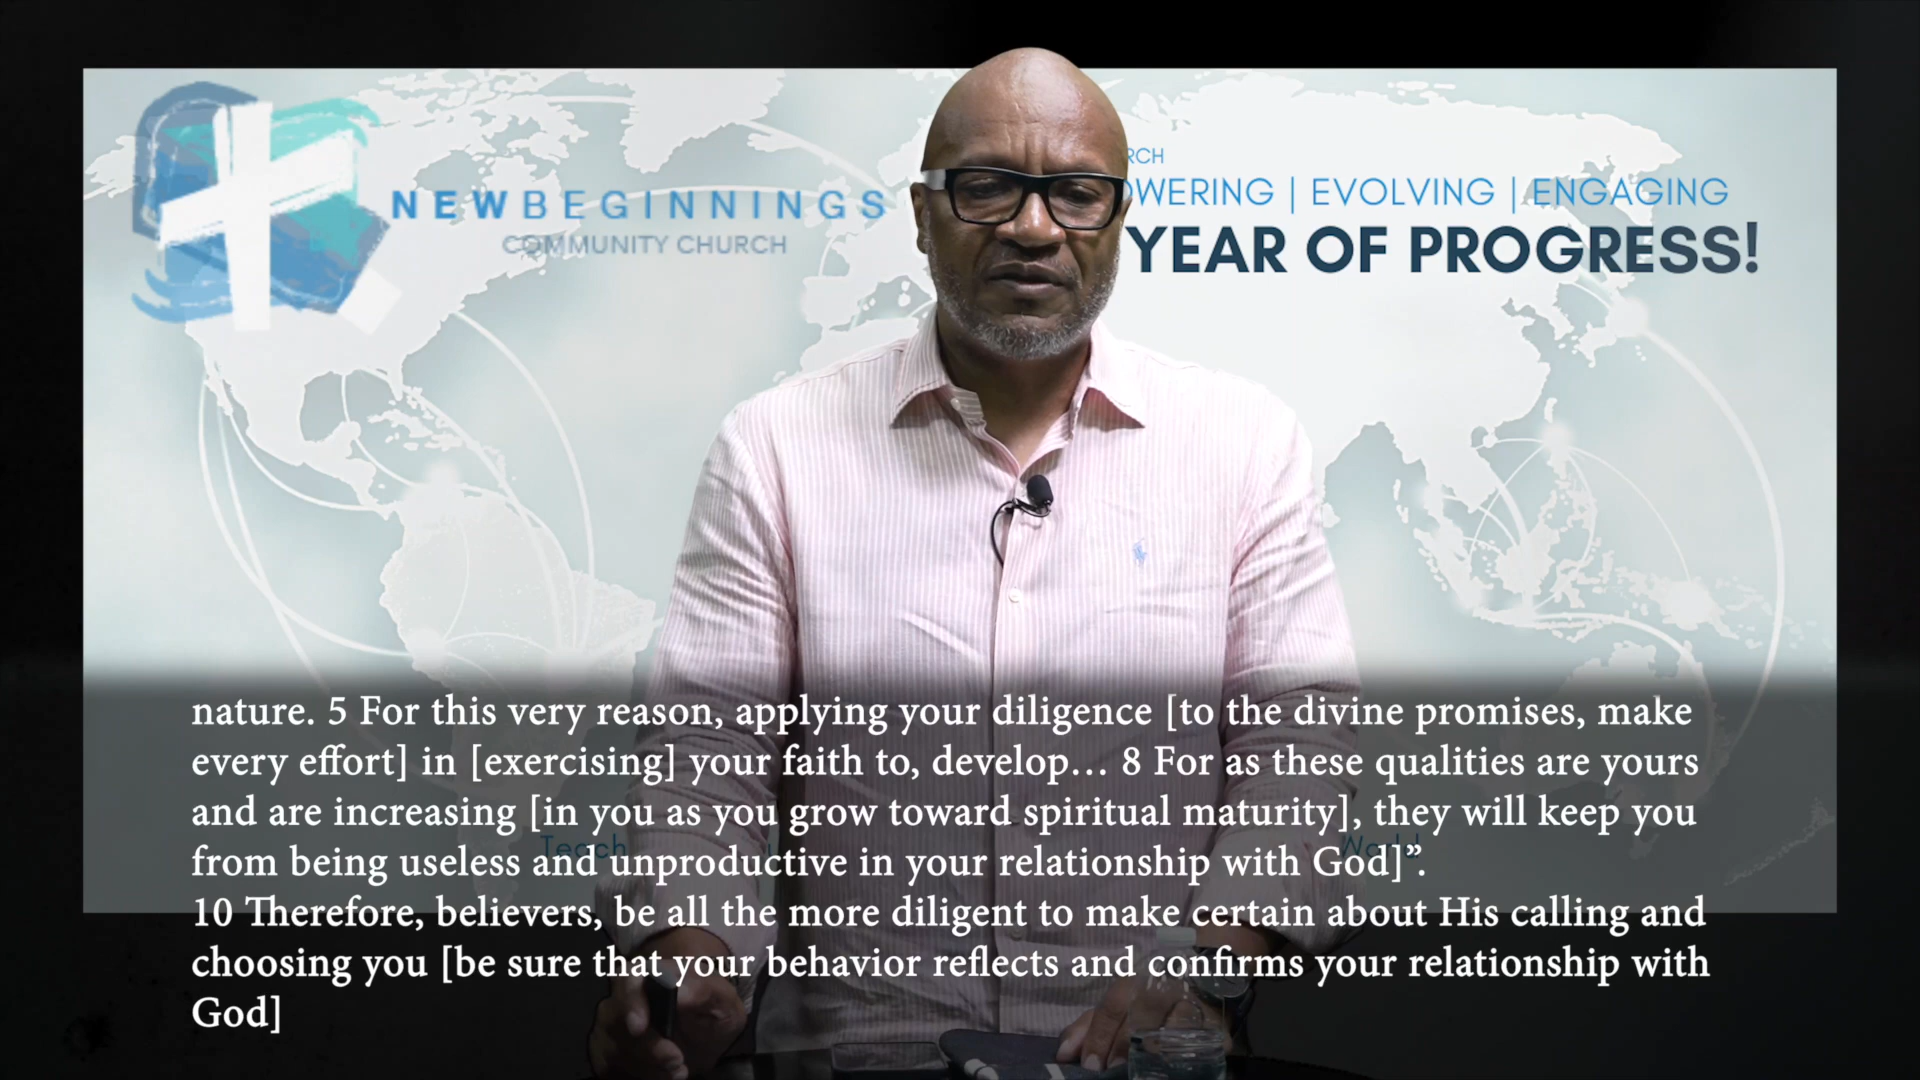 NEWBEGINNINGS
COMMUNITY CHURCH
EVOLVING | ENGAGING
YEAR OF PROGRESS!
nature. 5 For this very reason, applying your diligence [to the divine promises, make
every effort] in [exercising] your faith to, develop… 8 For as these qualities are yours
and are increasing [in you as you grow toward spiritual maturity], they will keep you
from being useless and unproductive in your relationship with God]”.
10 Therefore, believers, be all the more diligent to make certain about His calling and
choosing you [be sure that your behavior reflects and confirms your relationship with
God]
Teach
World